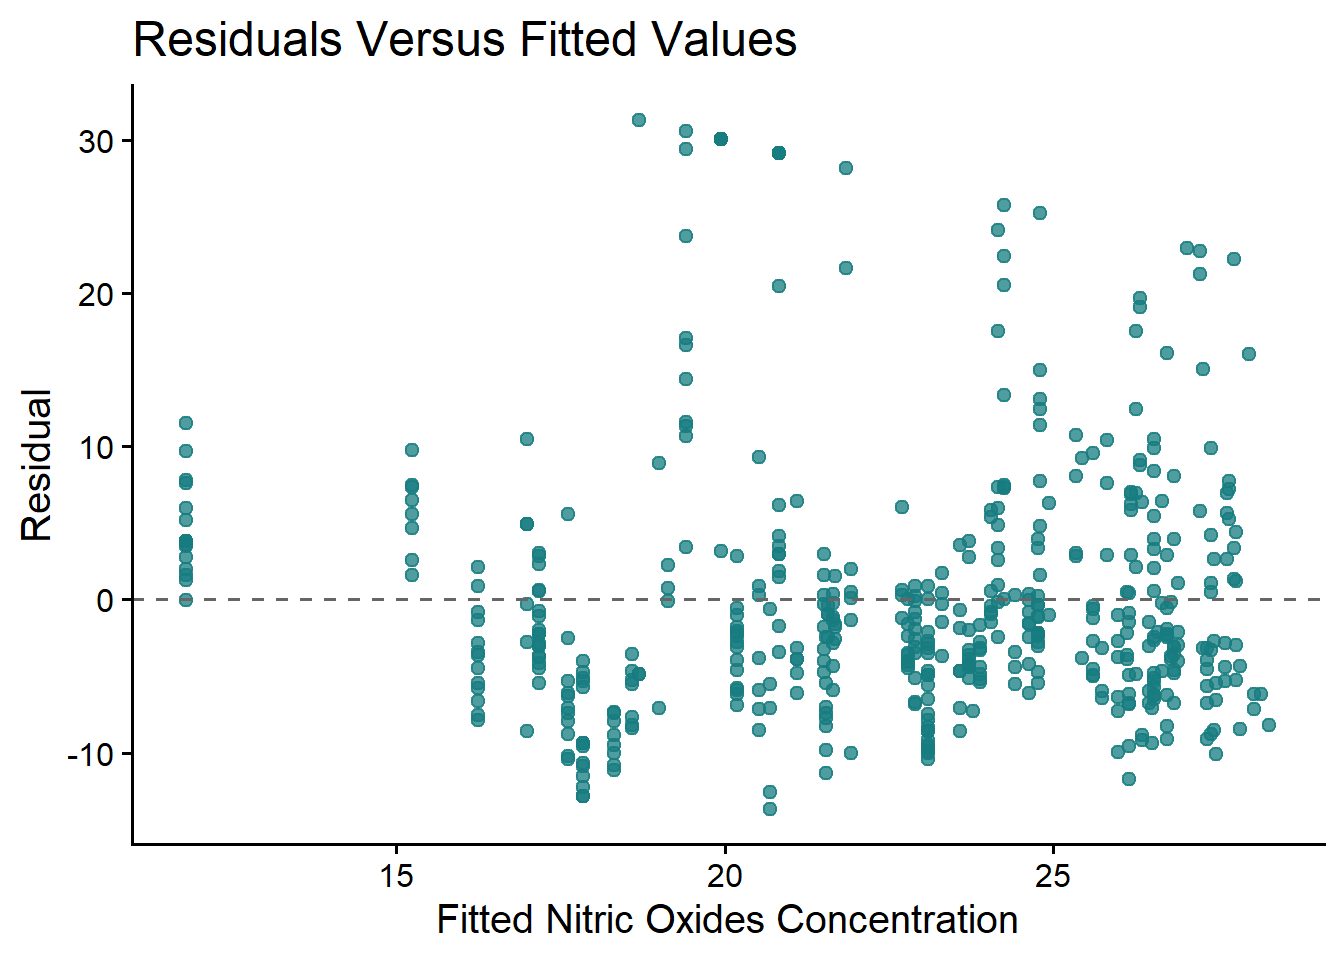 Residuals Versus Fitted Values
30
20
10
0
-10
Residual
15 20 25
Fitted Nitric Oxides Concentration